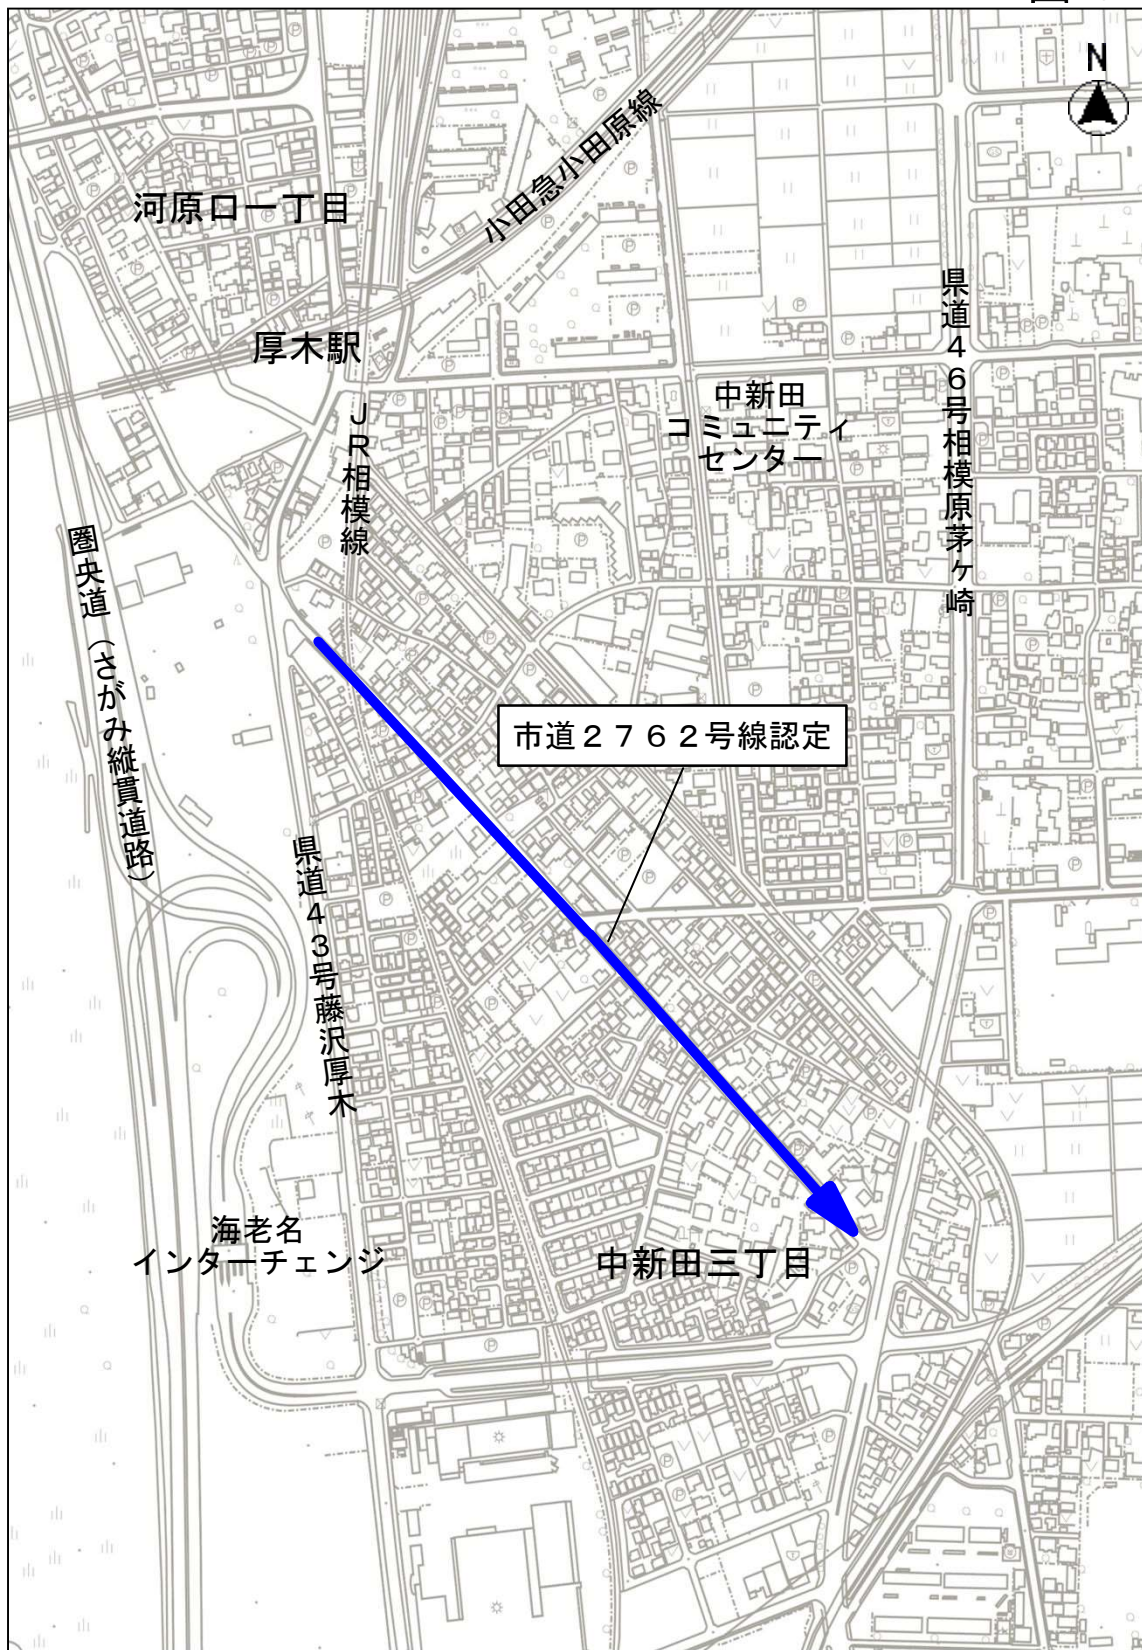 N
小田急小田原線
河原口一丁目
県道46号相模原茅ヶ崎
厚木駅
中新田
コミュニティ
センター
JR相模線
圏央道(さがみ縦貫道路)
市道2762号線認定
県道43号藤沢厚木
海老名
インターチェンジ
中新田三丁目